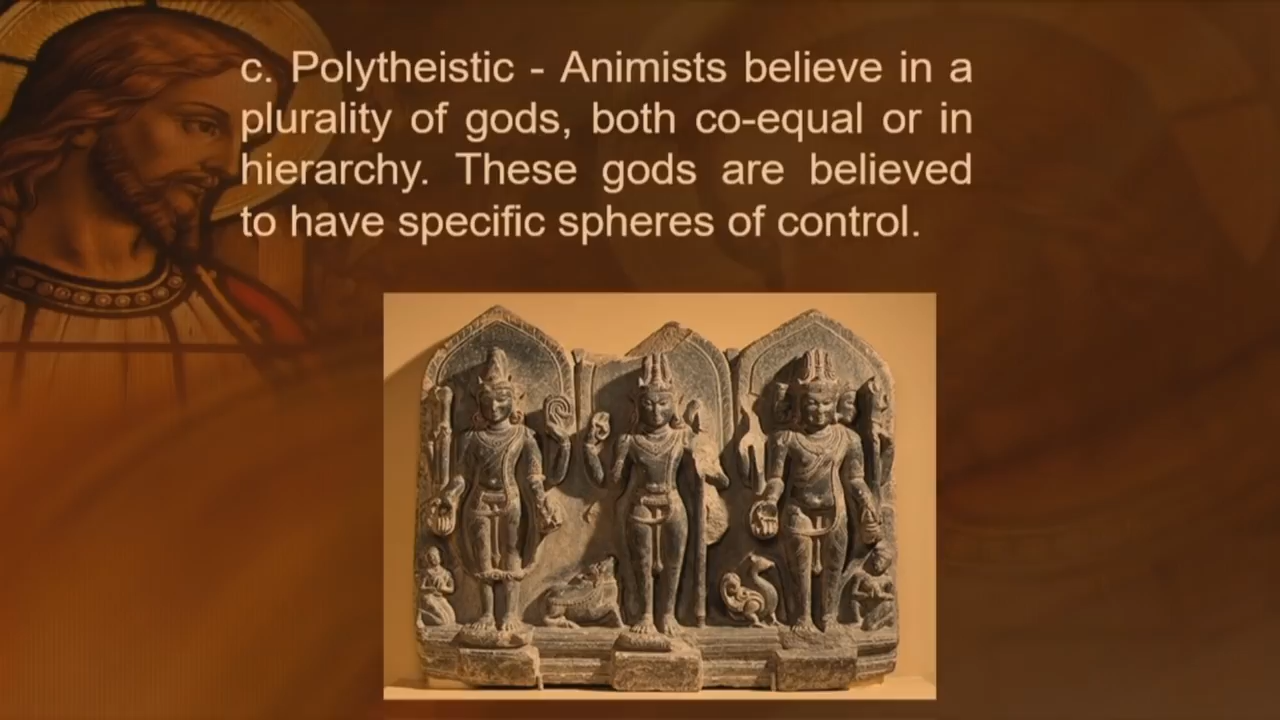 c. Polytheistic - Animists believe in a
plurality of gods, both co-equal or in
hierarchy. These gods are believed
to have specific spheres of control.